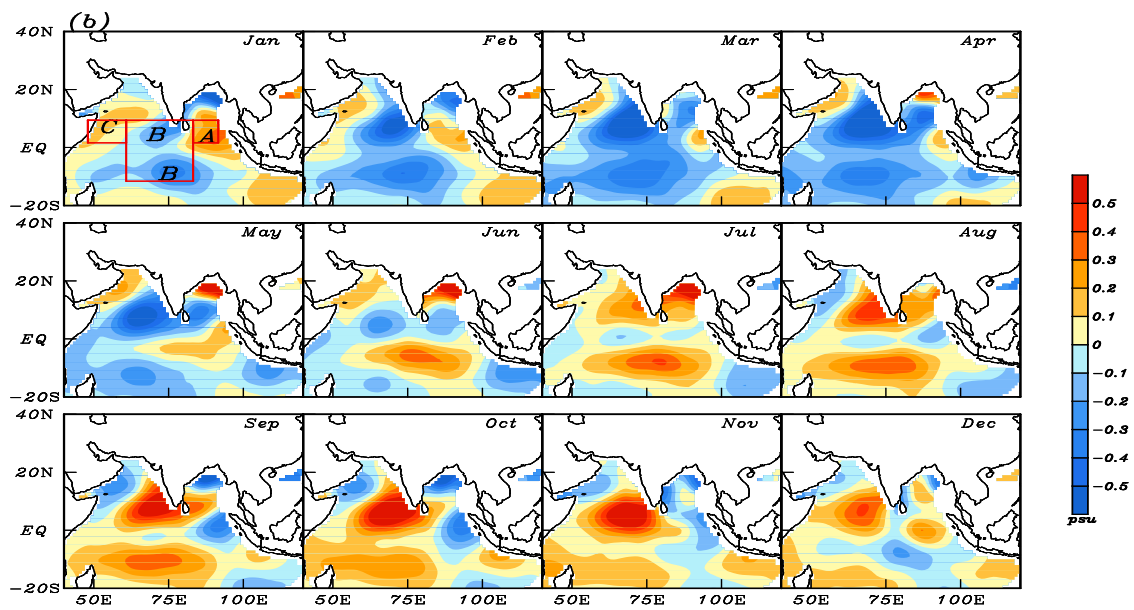 (b)
40N Jan Feb Mar Apr
20N
C B A
EQ
B
-20S
40N May Jun Jul Aug
20N
EQ
-20S
40N Sep Oct Nov Dec
20N
EQ
-20S
50E 75E 100E 50E 75E 100E 50E 75E 100E 50E 75E 100E
0.5
0.4
0.3
0.2
0.1
0
-0.1
-0.2
-0.3
-0.4
-0.5
psu